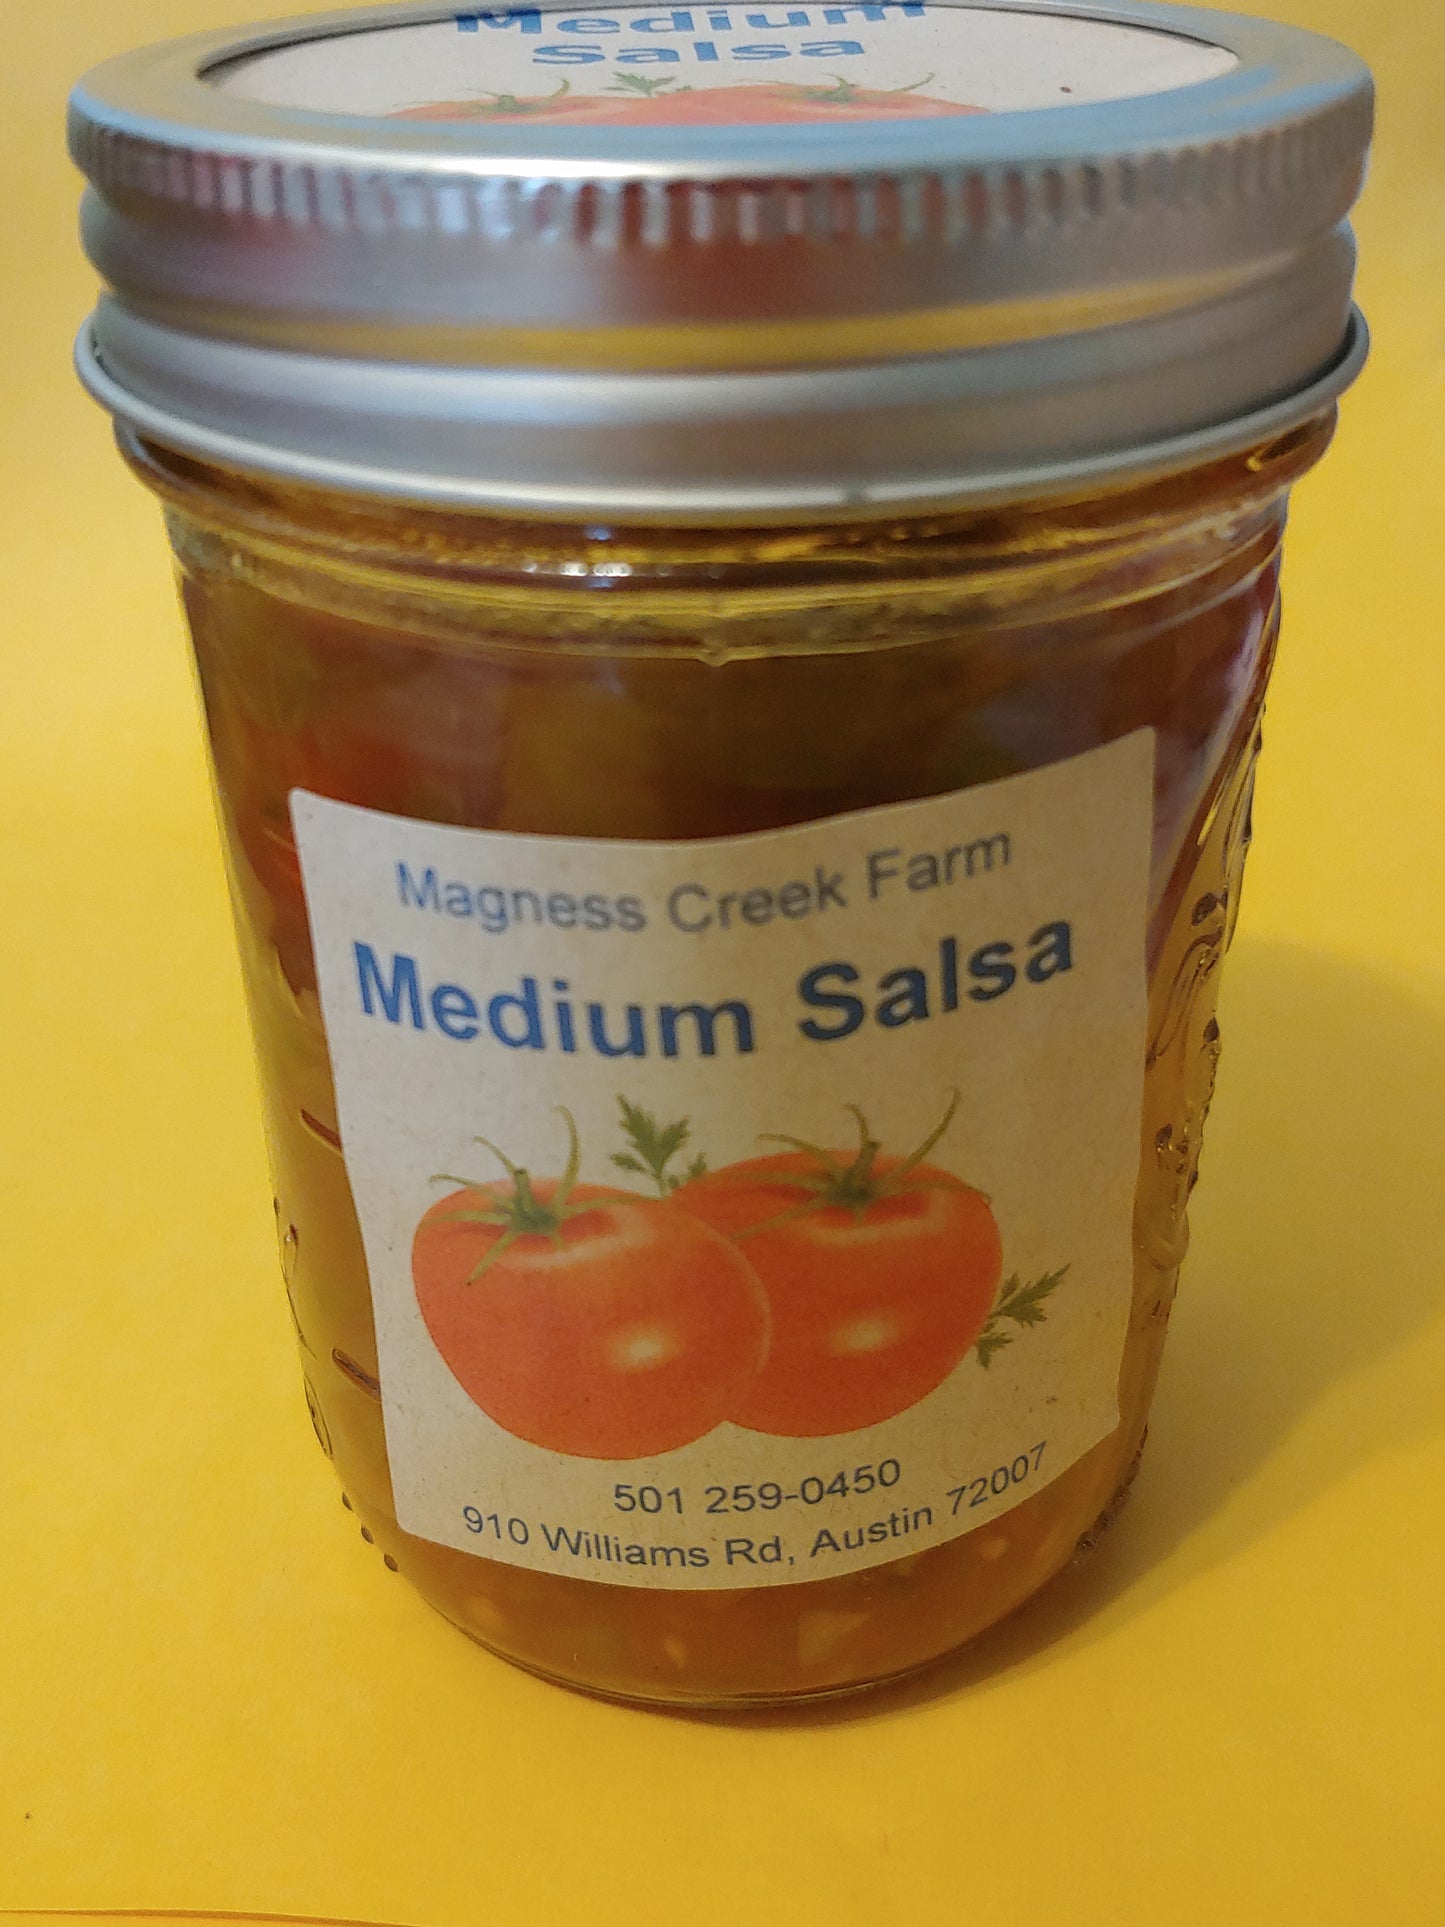 Medium
Salsa
Magness Creek Farm
Medium Salsa
501 259-0450
910 Williams Rd, Austin 72007